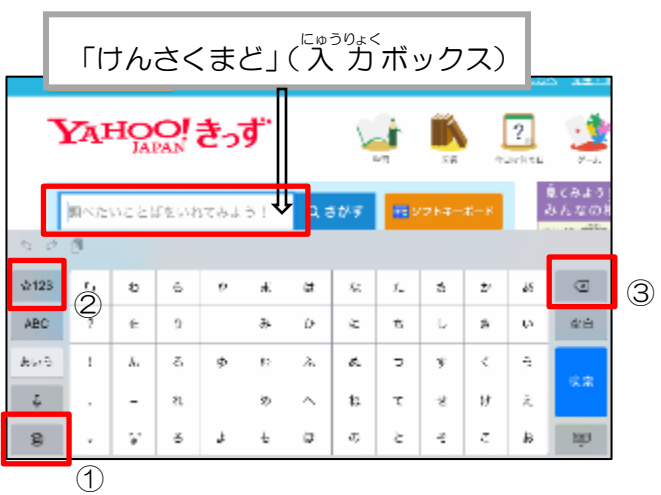 にゅうりょく
「けんさくまど」(入力ボックス)
YAHOO!きっず
JAPAN
?
調べたいことばをいれてみよう!
さがす
ソフトキーボード
みんなの
☆123
わ ら や ま は な た さ か あ
②
③
ABC
? を り み ひ に ち し き い
空白
あいう
! ん る ゆ む ふ ぬ つ す く う
検索
ー れ め へ ね て せ け え
ろ よ も ほ の と そ こ お
①